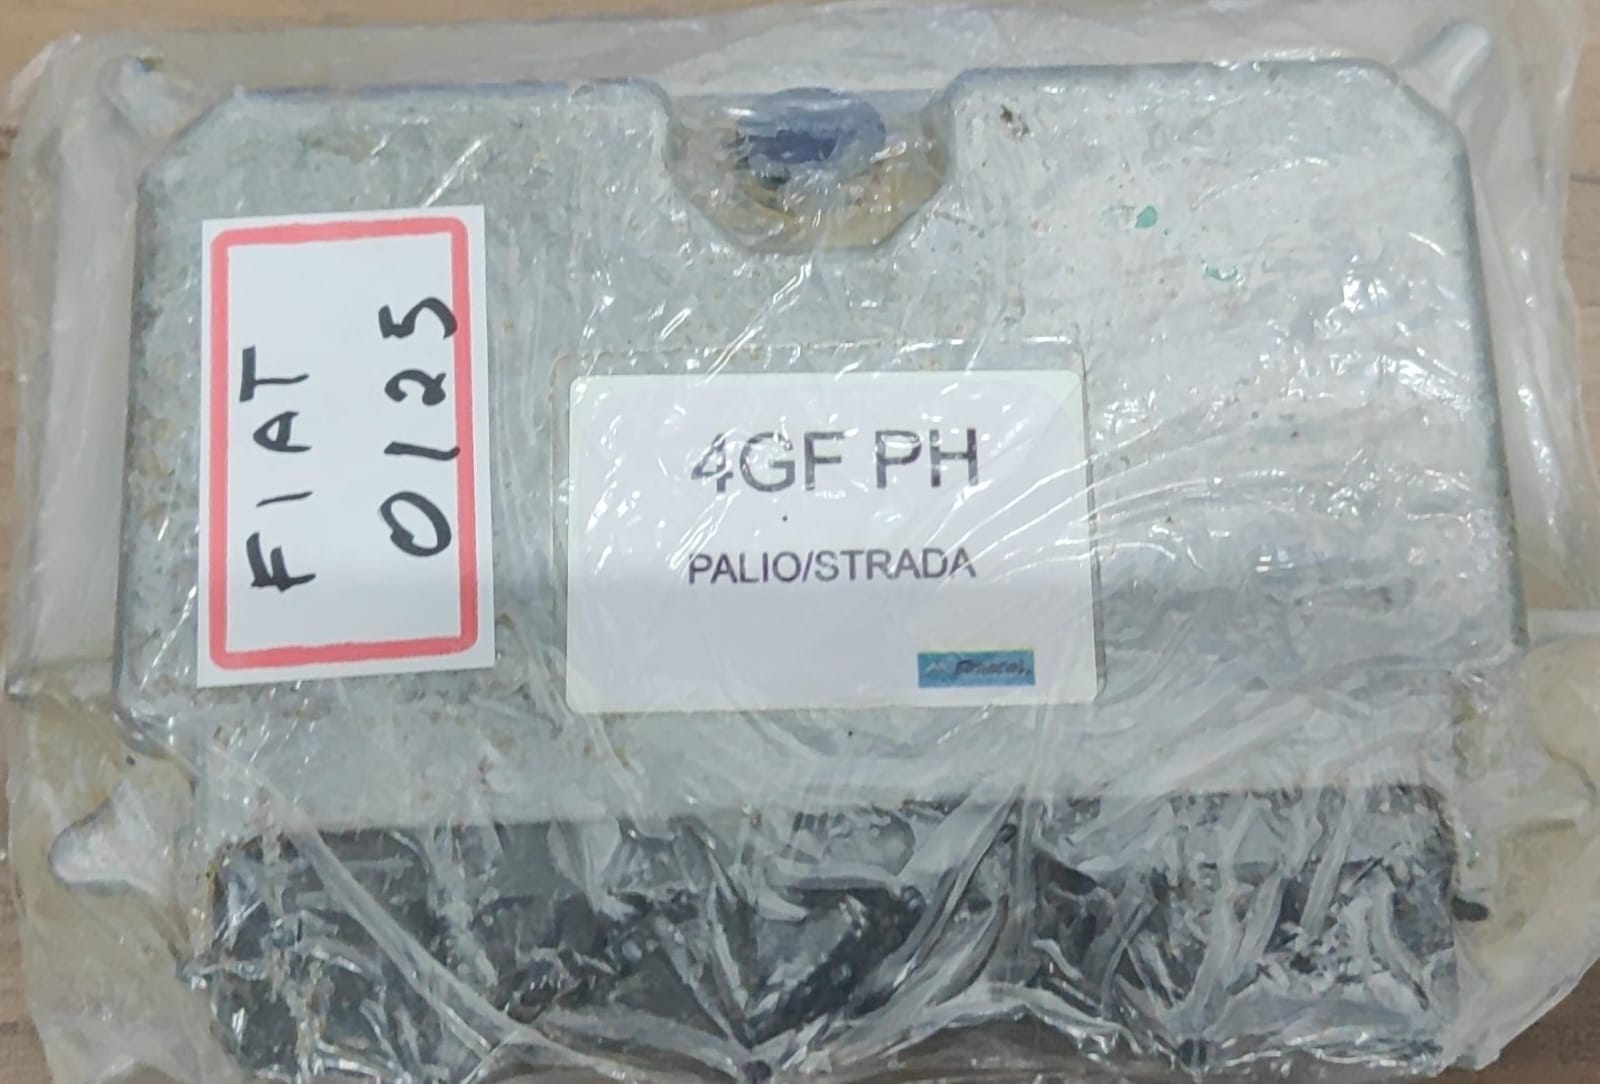 FIAT
0125
4GF PH
PALIO/STRADA